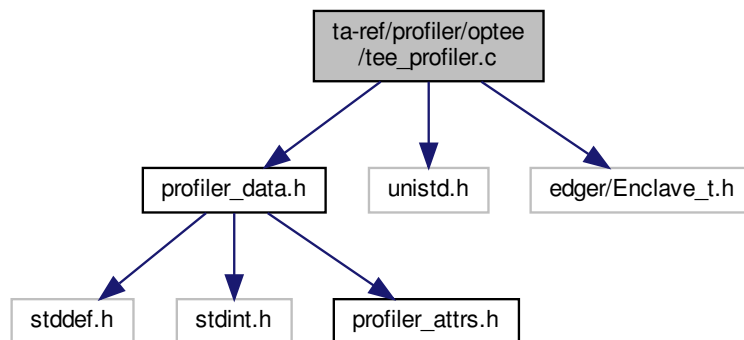 ta-ref/profiler/optee
/tee_profiler.c
profiler_data.h
unistd.h
edger/Enclave_t.h
stddef.h
stdint.h
profiler_attrs.h